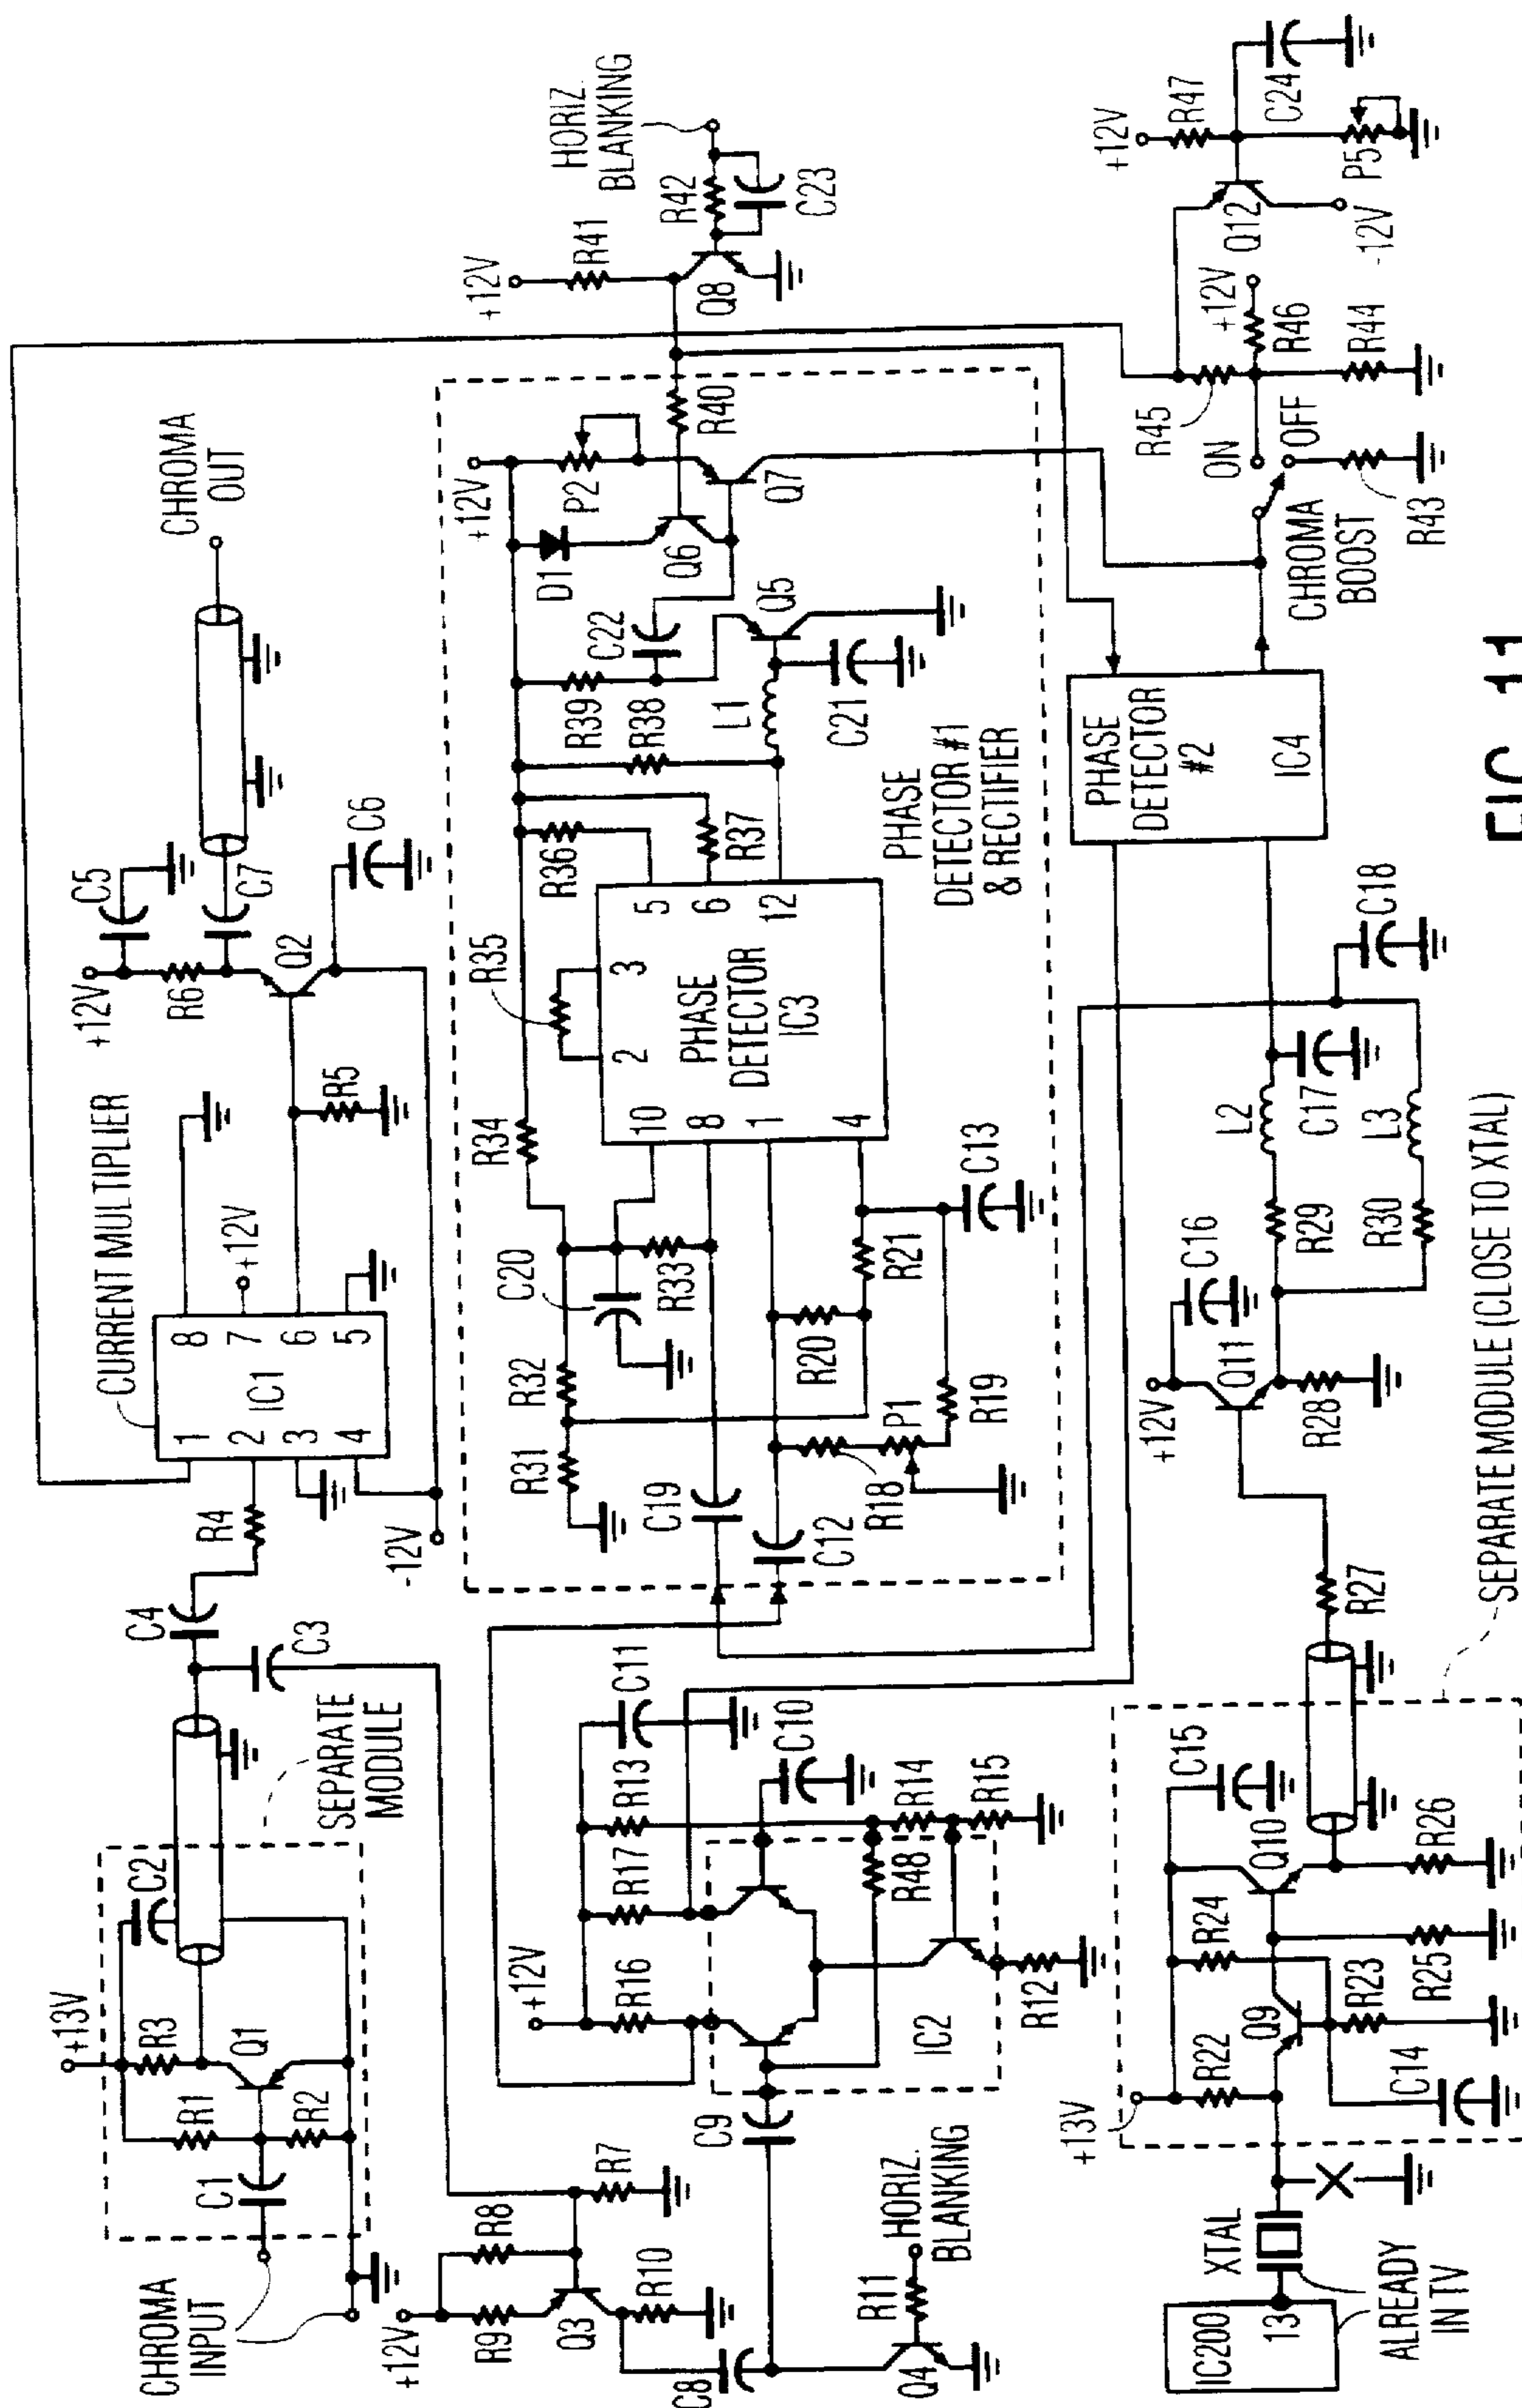 CHROMA
INPUT
C1
R1
R2
R3
+13V
Q1
C2
SEPARATE
MODULE
C3
C4
R4
-12V
CURRENT MULTIPLIER
IC1
1
2
3
4
8
7
6
5
+12V
R5
+12V
R6
Q2
C5
C7
C6
CHROMA
OUT
+12V
R9
R8
Q3
R10
R7
C8
Q4
R11
HORIZ.
BLANKING
C9
+12V
R16
R17
R13
C11
C10
R14
R15
R48
IC2
R12
C19
C12
R31
R32
C20
R33
R34
R18
P1
R19
R20
R21
C13
10
8
1
4
2
3
5
6
12
PHASE
DETECTOR
IC3
R35
R36
R37
R38
R39
L1
C21
C22
Q5
D1
Q6
Q7
P2
+12V
R40
PHASE
DETECTOR #1
& RECTIFIER
+12V
R41
Q8
R42
C23
HORIZ.
BLANKING
IC200
13
XTAL
ALREADY
IN TV
+13V
R22
Q9
C14
R23
R24
R25
Q10
C15
R26
SEPARATE MODULE (CLOSE TO XTAL)
R27
+12V
Q11
C16
R28
R29
R30
L2
L3
C17
C18
PHASE
DETECTOR
#2
IC4
CHROMA
BOOST
ON
OFF
R43
R45
R46
R44
+12V
Q12
-12V
+12V
R47
C24
P5
FIG. 11